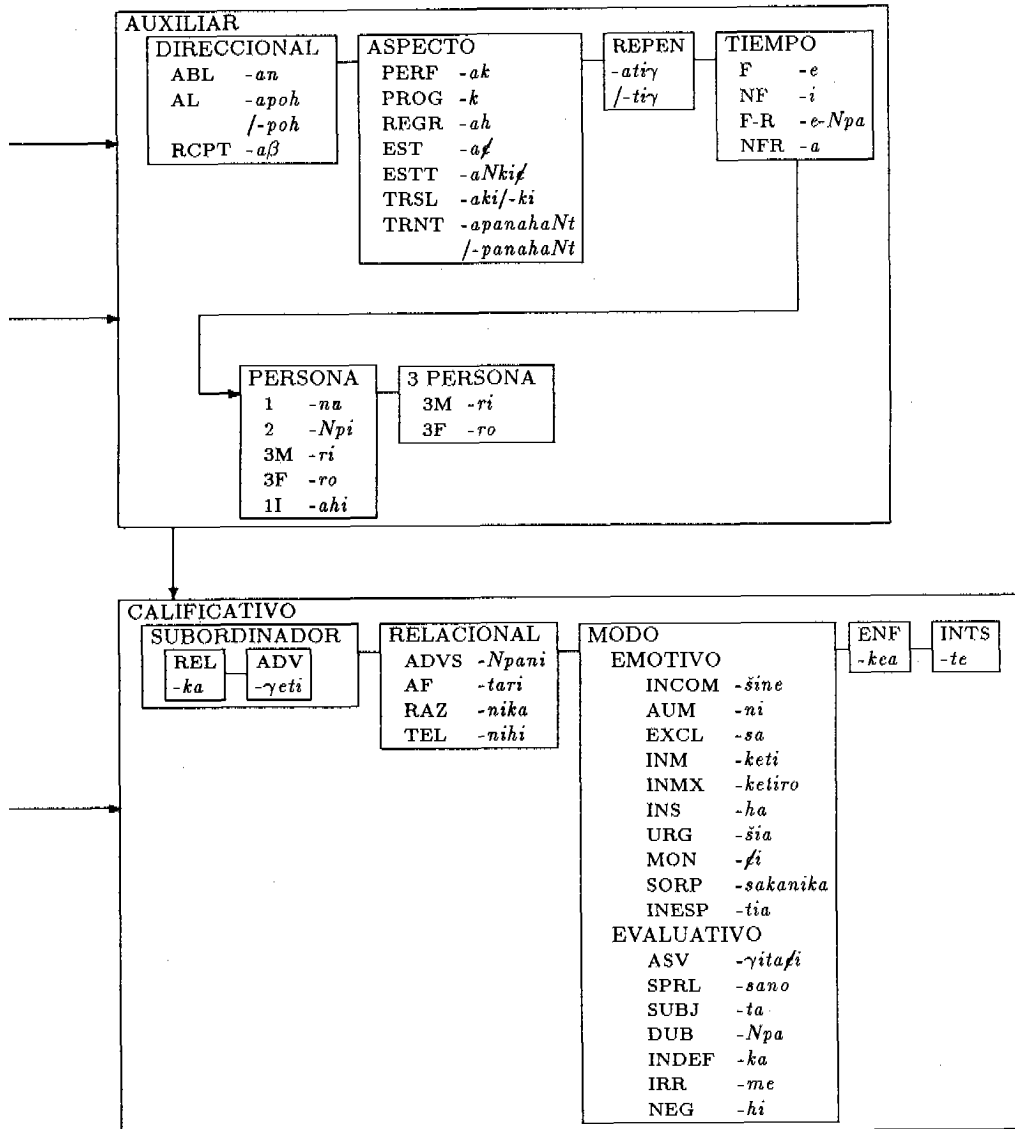 AUXILIAR
DIRECCIONAL
ABL -an
AL -apoh
/-poh
RCPT -aβ
ASPECTO
PERF -ak
PROG -k
REGR -ah
EST -a¢
ESTT -aNki¢
TRSL -aki/-ki
TRNT -apanahaNt
/-panahaNt
REPEN
-atiγ
/-tiγ
TIEMPO
F -e
NF -i
F-R -e-Npa
NFR -a
PERSONA
1 -na
2 -Npi
3M -ri
3F -ro
1I -ahi
3 PERSONA
3M -ri
3F -ro
CALIFICATIVO
SUBORDINADOR
REL
-ka
ADV
-γeti
RELACIONAL
ADVS -Npani
AF -tari
RAZ -nika
TEL -nihi
MODO
EMOTIVO
INCOM -šine
AUM -ni
EXCL -sa
INM -keti
INMX -ketiro
INS -ha
URG -šia
MON -¢i
SORP -sakanika
INESP -tia
EVALUATIVO
ASV -γita¢i
SPRL -sano
SUBJ -ta
DUB -Npa
INDEF -ka
IRR -me
NEG -hi
ENF
-kea
INTS
-te